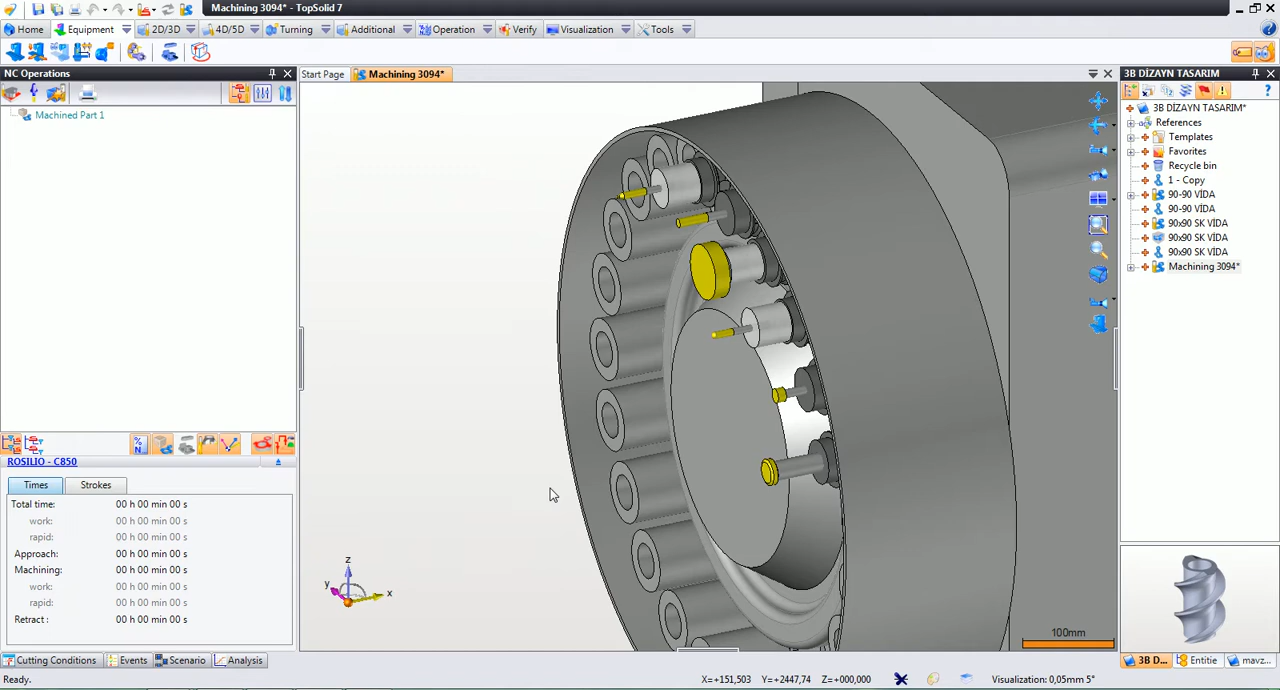 Machining 3094* - TopSolid 7
Home Equipment 2D/3D 4D/5D Turning Additional Operation Verify Visualization Tools
NC Operations
Machined Part 1
ROSILIO - C850
Times Strokes
Total time: 00 h 00 min 00 s
work: 00 h 00 min 00 s
rapid: 00 h 00 min 00 s
Approach: 00 h 00 min 00 s
Machining: 00 h 00 min 00 s
work: 00 h 00 min 00 s
rapid: 00 h 00 min 00 s
Retract : 00 h 00 min 00 s
Cutting Conditions Events Scenario Analysis
Ready.
Start Page Machining 3094*
z
y
x
100mm
X=+151,503 Y=+2447,74 Z=+000,000 Visualization: 0,05mm 5°
3B DİZAYN TASARIM
3B DİZAYN TASARIM*
References
Templates
Favorites
Recycle bin
1 - Copy
90-90 VİDA
90-90 VİDA
90x90 SK VİDA
90x90 SK VİDA
90x90 SK VİDA
Machining 3094*
3B D... Entitie mavz...